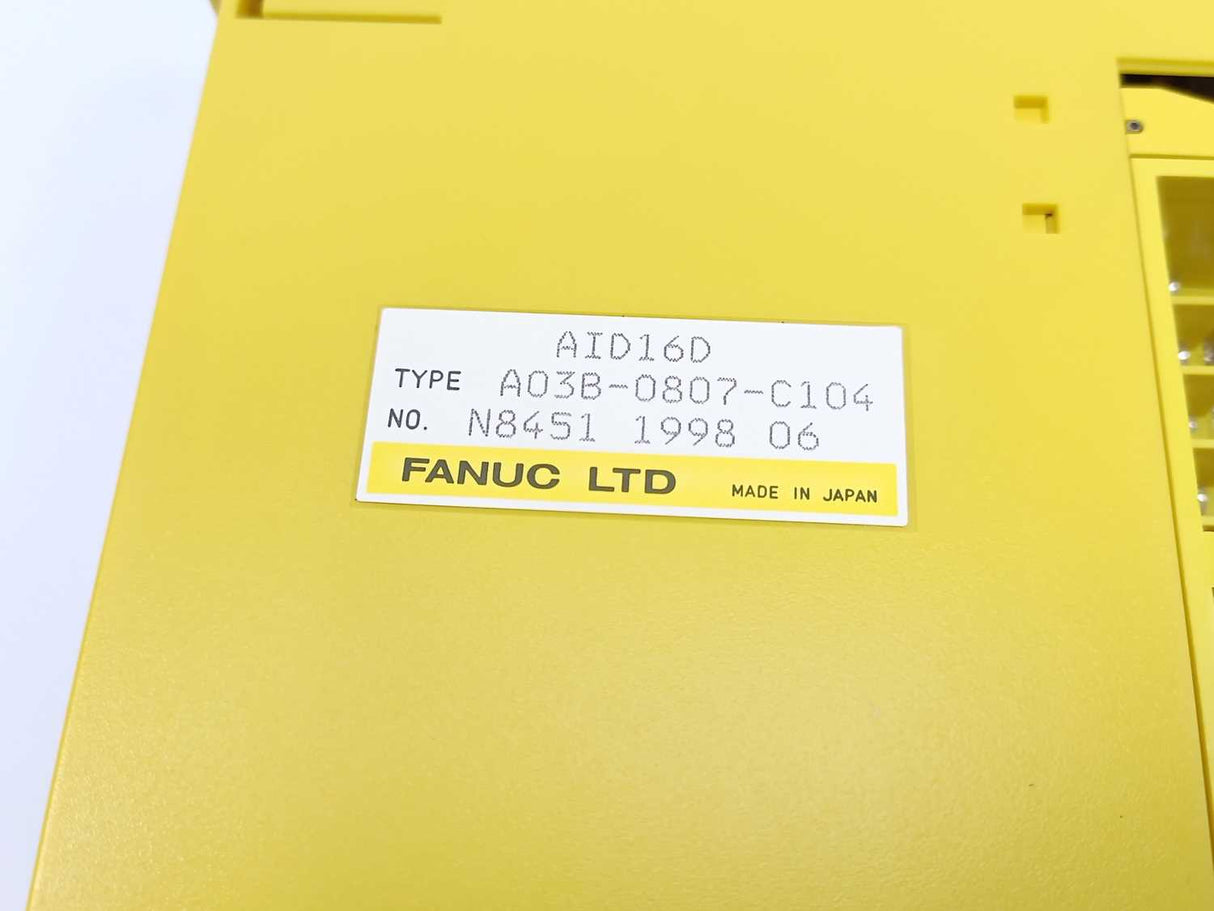 AID16D
TYPE A03B-0807-C104
NO. N8451 1998 06
FANUC LTD MADE IN JAPAN